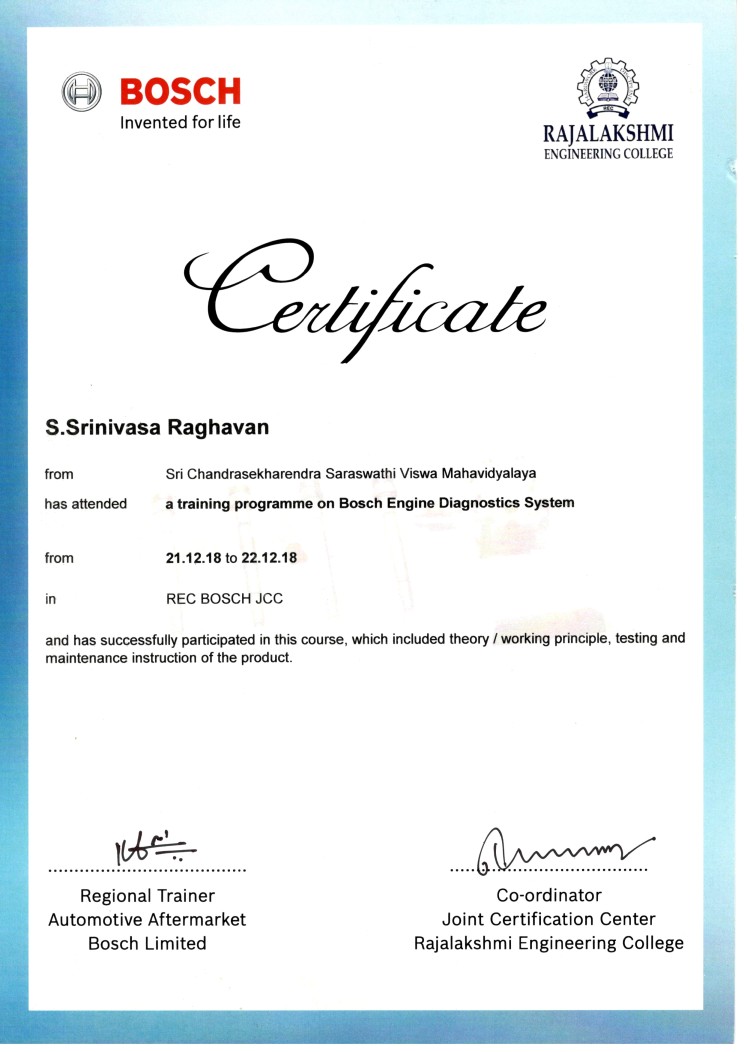 BOSCH
Invented for life
REC
RAJALAKSHMI
ENGINEERING COLLEGE
Certificate
S.Srinivasa Raghavan
from Sri Chandrasekharendra Saraswathi Viswa Mahavidyalaya
has attended a training programme on Bosch Engine Diagnostics System
from 21.12.18 to 22.12.18
in REC BOSCH JCC
and has successfully participated in this course, which included theory / working principle, testing and
maintenance instruction of the product.
Regional Trainer
Automotive Aftermarket
Bosch Limited
Co-ordinator
Joint Certification Center
Rajalakshmi Engineering College